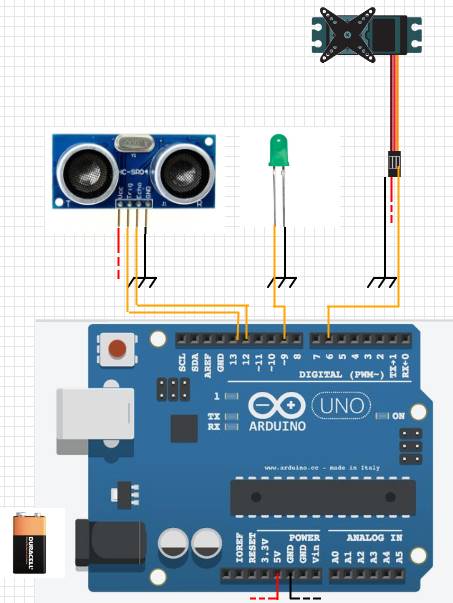 V1
HC-SR04
Vcc
Trig
Echo
GND
T
R
SCL
SDA
AREF
GND
13
12
~11
~10
~9
8
7
~6
~5
4
~3
2
TX→1
RX←0
DIGITAL (PWM~)
1
TX
RX
UNO
ON
ARDUINO
www.arduino.cc - made in Italy
DURACELL
IOREF
RESET
3.3V
5V
GND
GND
Vin
POWER
ANALOG IN
A0
A1
A2
A3
A4
A5